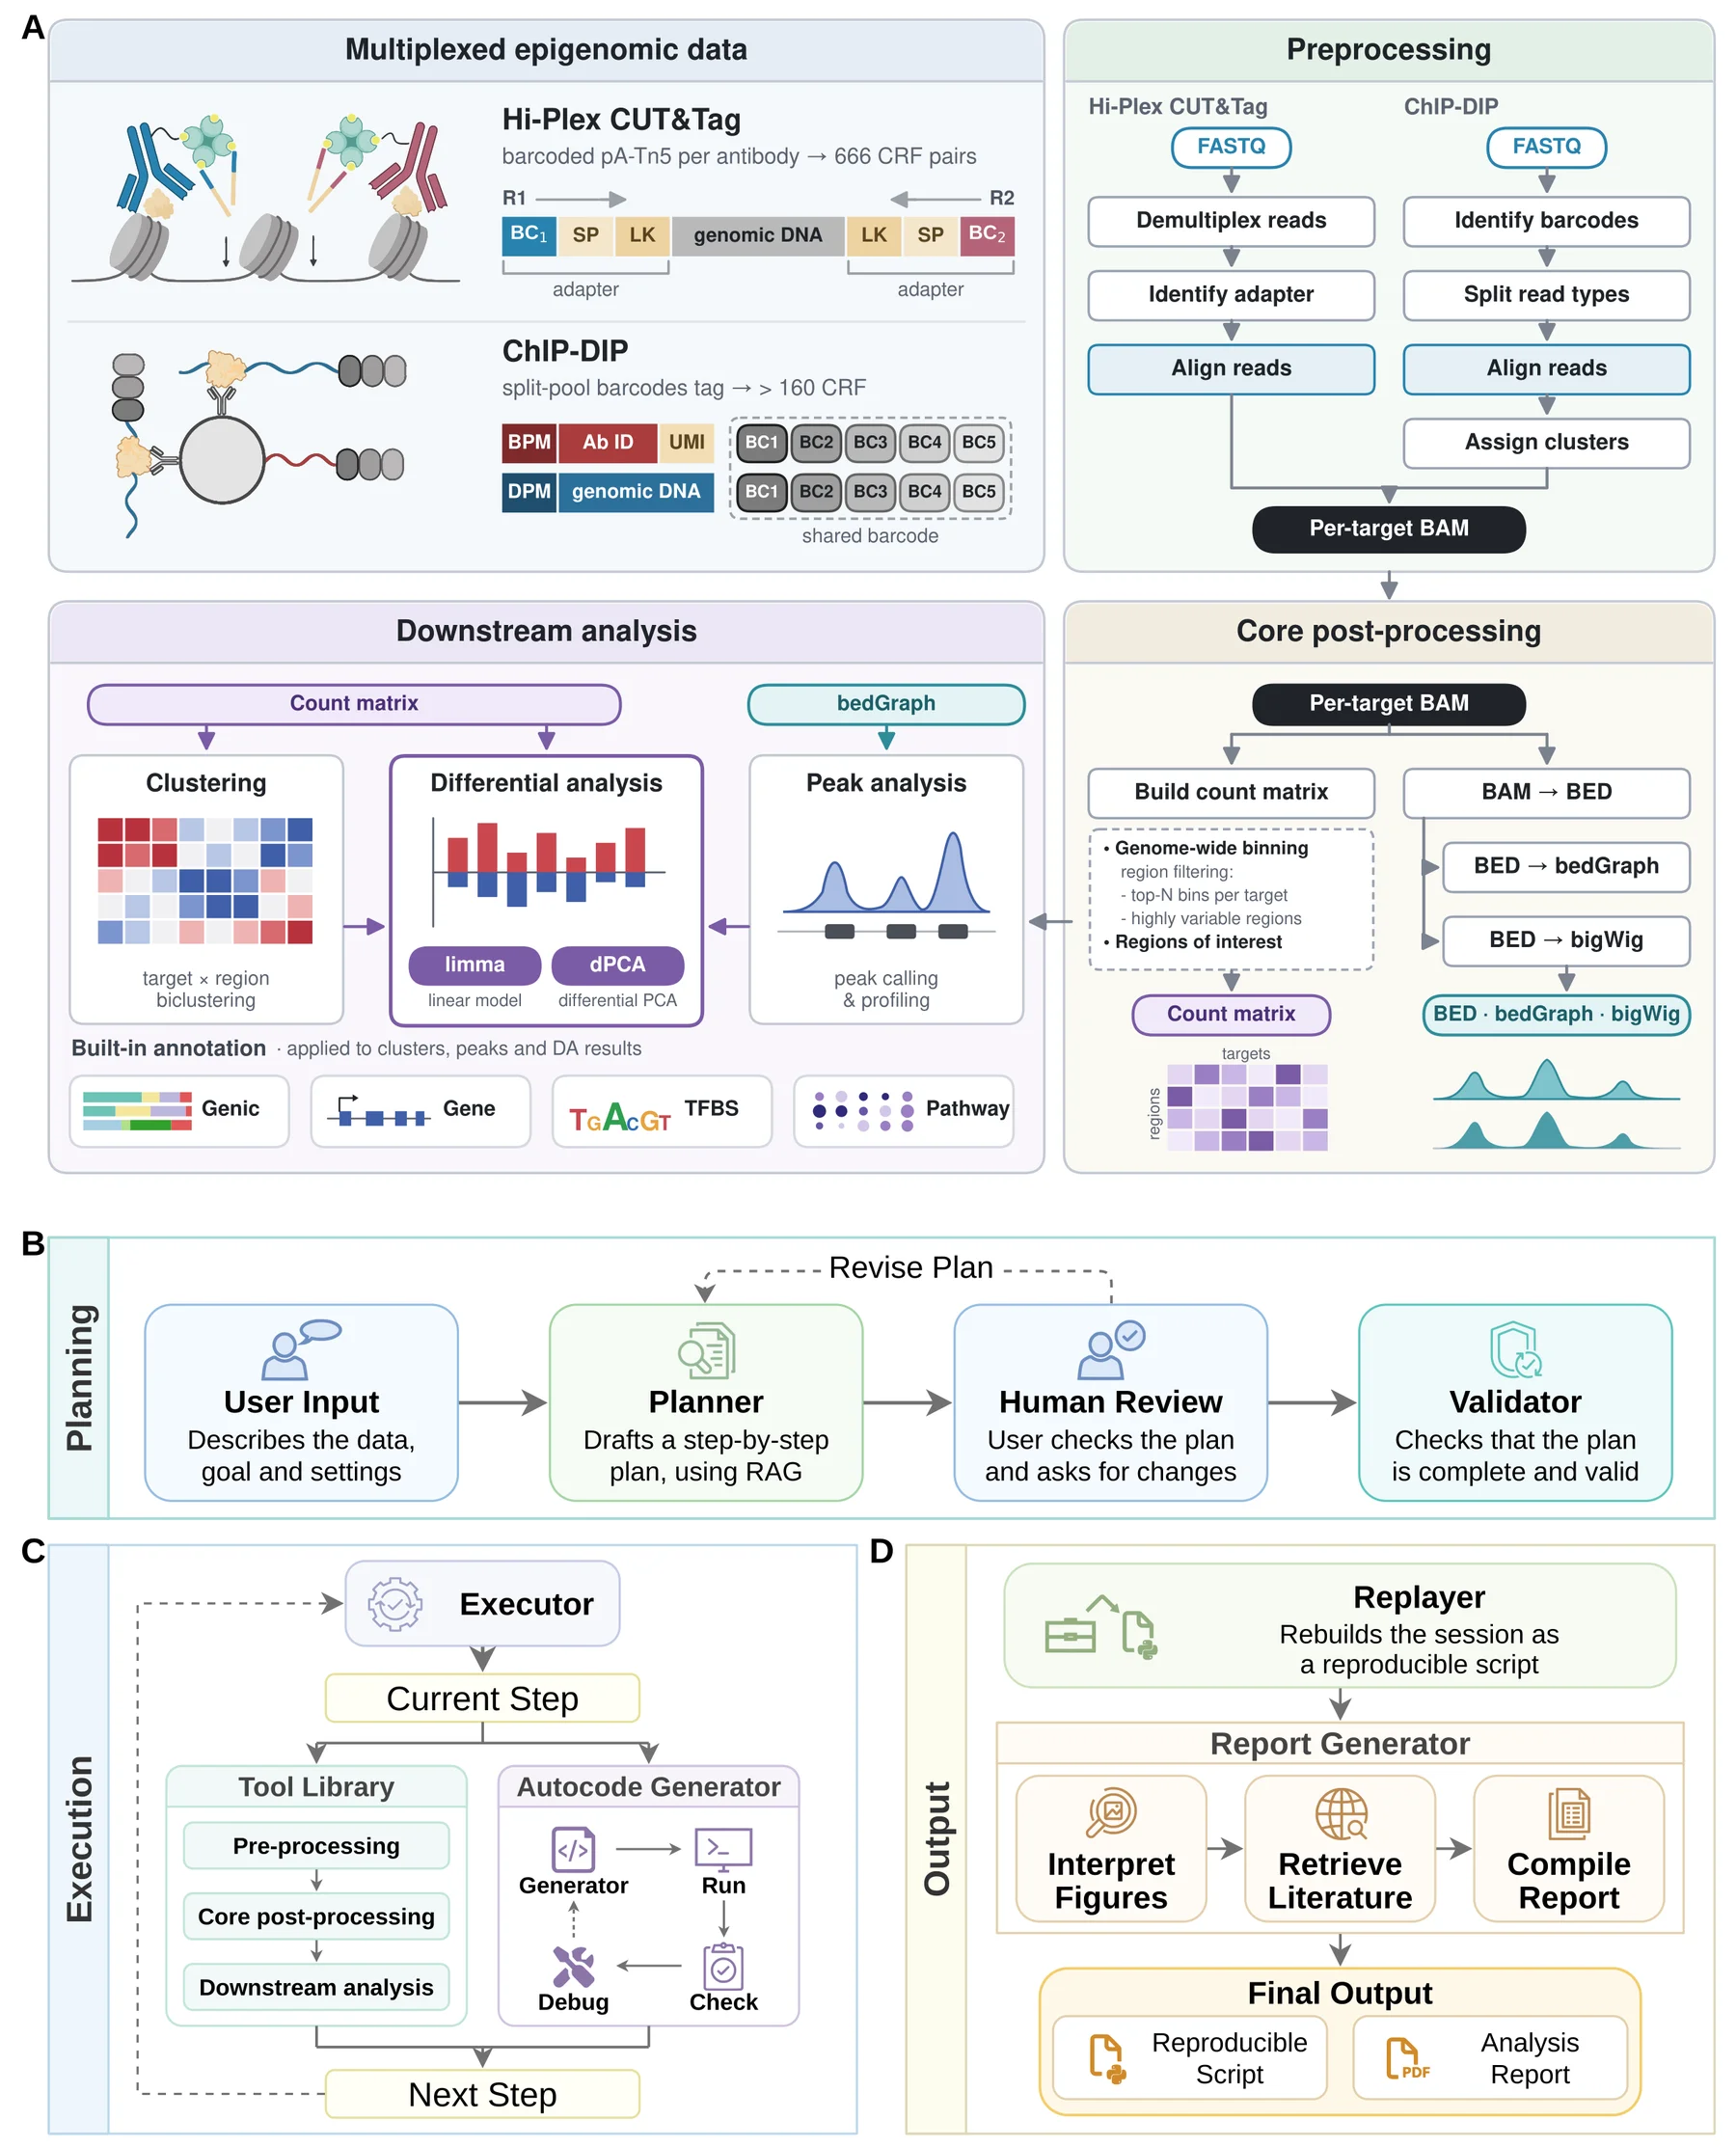 A
Multiplexed epigenomic data
Hi-Plex CUT&Tag
barcoded pA-Tn5 per antibody → 666 CRF pairs
R1
R2
BC1 SP LK genomic DNA LK SP BC2
adapter
adapter
ChIP-DIP
split-pool barcodes tag → > 160 CRF
BPM Ab ID UMI BC1 BC2 BC3 BC4 BC5
DPM genomic DNA BC1 BC2 BC3 BC4 BC5
shared barcode
Preprocessing
Hi-Plex CUT&Tag
ChIP-DIP
FASTQ
FASTQ
Demultiplex reads
Identify barcodes
Identify adapter
Split read types
Align reads
Align reads
Assign clusters
Per-target BAM
Downstream analysis
Count matrix
bedGraph
Clustering
target × region
biclustering
Differential analysis
limma
dPCA
linear model
differential PCA
Peak analysis
peak calling
& profiling
Built-in annotation · applied to clusters, peaks and DA results
Genic
Gene
TGACGT
TFBS
Pathway
Core post-processing
Per-target BAM
Build count matrix
BAM → BED
• Genome-wide binning
region filtering:
- top-N bins per target
- highly variable regions
• Regions of interest
BED → bedGraph
BED → bigWig
Count matrix
BED · bedGraph · bigWig
targets
regions
B
Planning
Revise Plan
User Input
Describes the data,
goal and settings
Planner
Drafts a step-by-step
plan, using RAG
Human Review
User checks the plan
and asks for changes
Validator
Checks that the plan
is complete and valid
C
Execution
Executor
Current Step
Tool Library
Pre-processing
Core post-processing
Downstream analysis
Autocode Generator
</>
>_
Generator
Run
Debug
Check
Next Step
D
Output
Replayer
Rebuilds the session as
a reproducible script
Report Generator
Interpret
Figures
Retrieve
Literature
Compile
Report
Final Output
Reproducible
Script
PDF
Analysis
Report